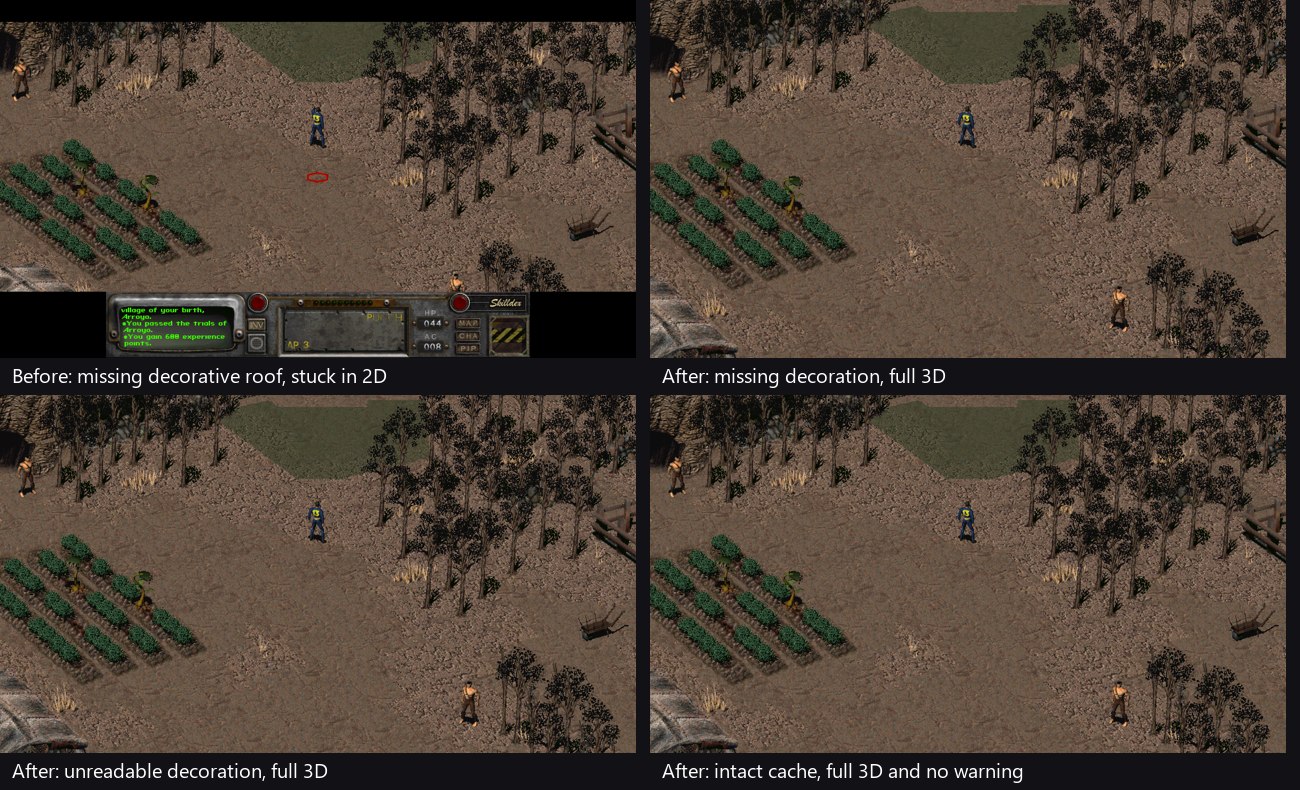 village of your birth,
Arroyo.
•You passed the trials of
Arroyo.
•You gain 600 experience
points.
INV
AP 3
HP
044
AC
008
MAP
CHA
PIP
Skilldex
Before: missing decorative roof, stuck in 2D
After: missing decoration, full 3D
After: unreadable decoration, full 3D
After: intact cache, full 3D and no warning